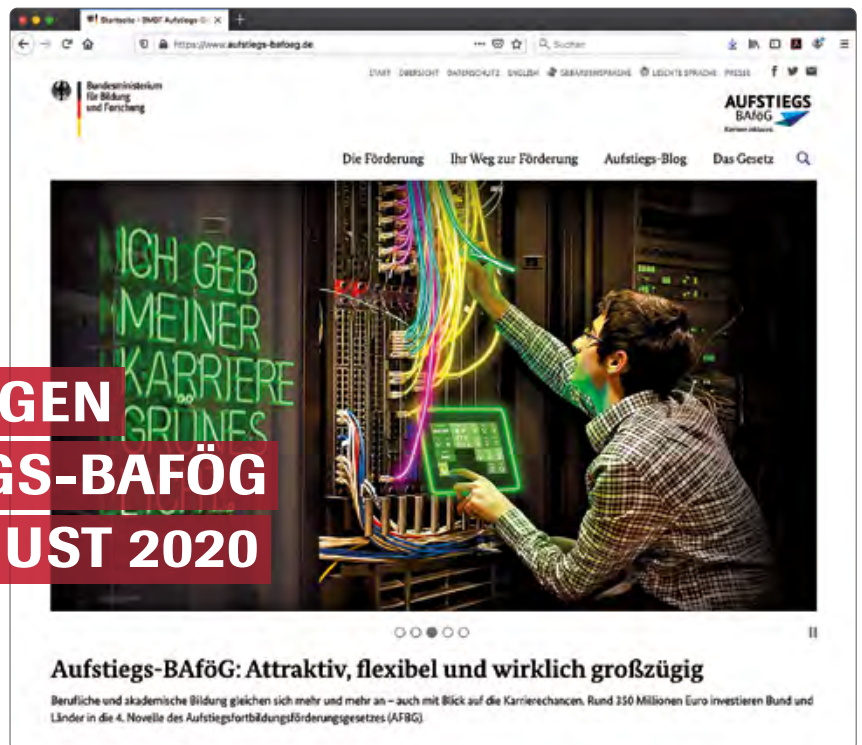 Startseite - BMBF Aufstiegs-B
https://www.aufstiegs-bafoeg.de
Suchen
Bundesministerium
für Bildung
und Forschung
START ÜBERSICHT DATENSCHUTZ ENGLISH GEBÄRDENSPRACHE LEICHTE SPRACHE PRESSE
AUFSTIEGS
BAföG
Karriere inklusive.
Die Förderung Ihr Weg zur Förderung Aufstiegs-Blog Das Gesetz
ICH GEB
MEINER
KARRIERE
GRÜNES
GEN
GS-BAFÖG
UST 2020
Aufstiegs-BAföG: Attraktiv, flexibel und wirklich großzügig
Berufliche und akademische Bildung gleichen sich mehr und mehr an – auch mit Blick auf die Karrierechancen. Rund 350 Millionen Euro investieren Bund und
Länder in die 4. Novelle des Aufstiegsfortbildungsförderungsgesetzes (AFBG).